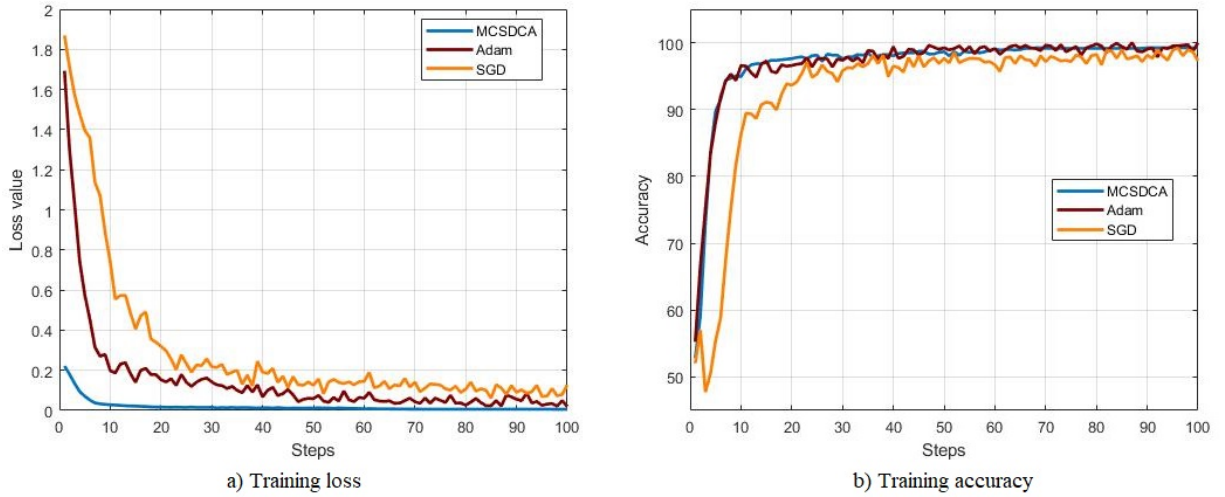 2
1.8
1.6
1.4
1.2
1
0.8
0.6
0.4
0.2
0
Loss value
MCSDCA
Adam
SGD
0 10 20 30 40 50 60 70 80 90 100
Steps
a) Training loss
100
90
80
70
60
50
Accuracy
MCSDCA
Adam
SGD
0 10 20 30 40 50 60 70 80 90 100
Steps
b) Training accuracy